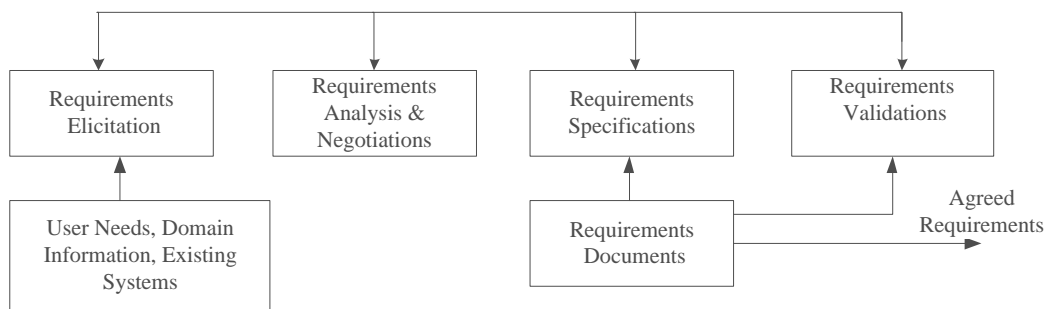 Requirements
Elicitation
Requirements
Analysis &
Negotiations
Requirements
Specifications
Requirements
Validations
User Needs, Domain
Information, Existing
Systems
Requirements
Documents
Agreed
Requirements